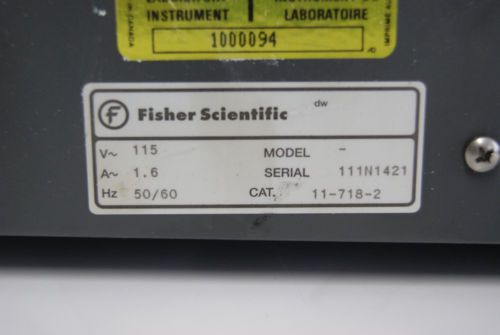 INSTRUMENT
LABORATOIRE
1000094
Fisher Scientific
dw
V~ 115 MODEL -
A~ 1.6 SERIAL 111N1421
Hz 50/60 CAT. 11-718-2